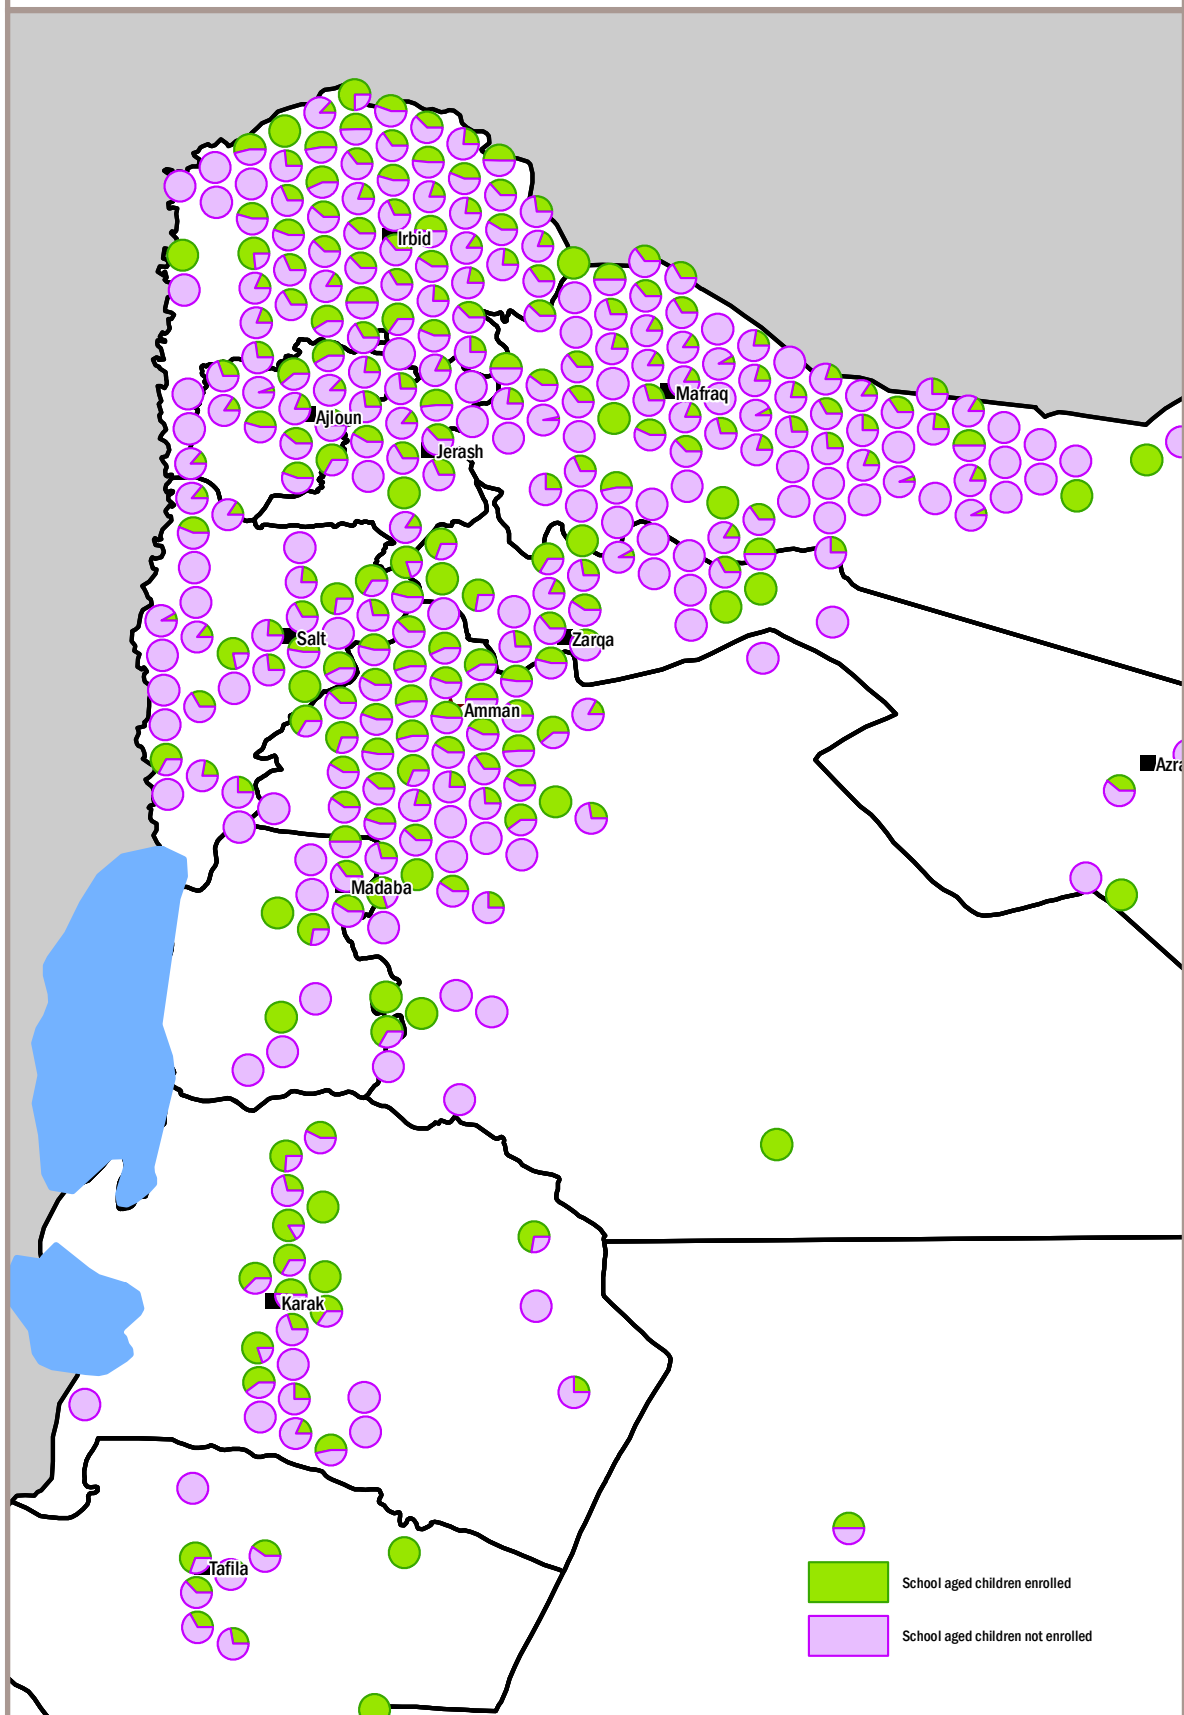 Irbid
Mafraq
Ajloun
Jerash
Salt
Zarqa
Amman
Azra
Madaba
Karak
Tafila
School aged children enrolled
School aged children not enrolled